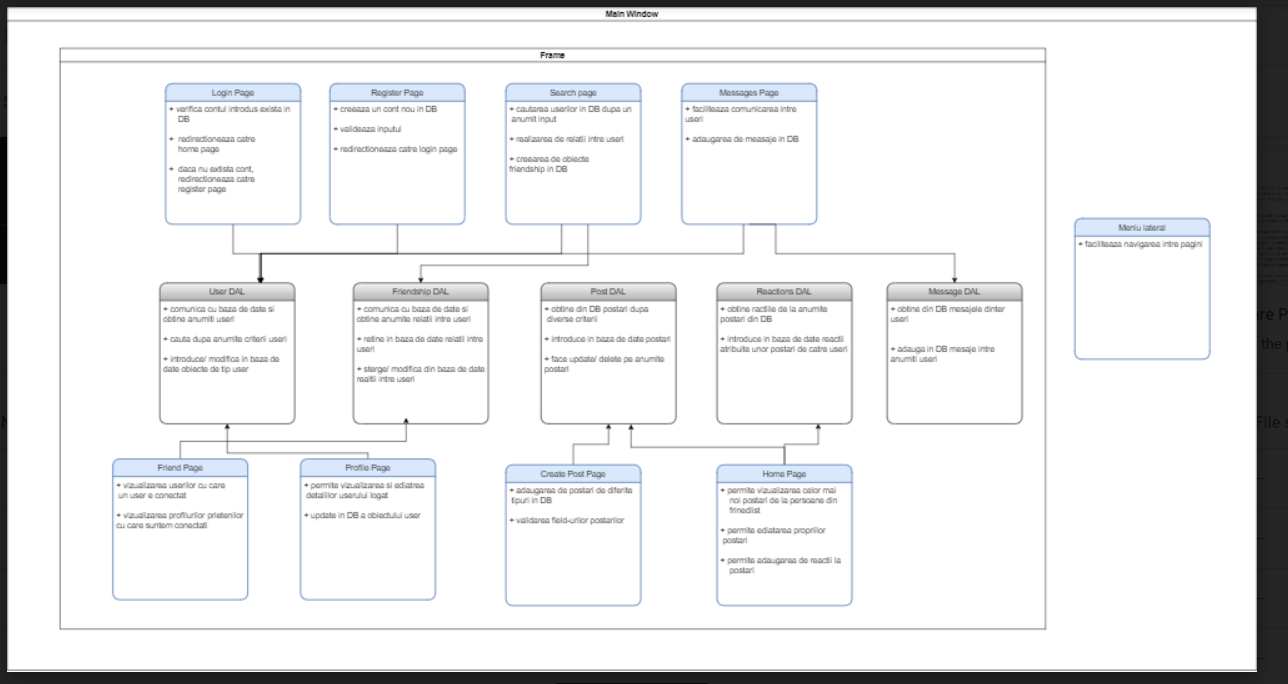 Main Window
Frame
Login Page
+ verifica contul introdus exista in
DB
+ redirectioneaza catre
home page
+ daca nu extista cont,
redirectioneaza catre
register page
Register Page
+ creeaza un cont nou in DB
+ valideaza inputul
+ redirectioneaza catre login page
Search page
+ cautarea userilor in DB dupa un
anumit input
+ realizarea de relatii intre useri
+ creearea de obiecte
friendship in DB
Messages Page
+ faciliteaza comunicarea intre
useri
+ adaugarea de measaje in DB
Meniu lateral
+ faciliteaza navigarea intre pagini
User DAL
+ comunica cu baza de date si
obtine anumiti useri
+ cauta dupa anumite criterii useri
+ introduce/ modifica in baza de
date obiecte de tip user
Friendship DAL
+ comunica cu baza de date si
obtine anumite relatii intre useri
+ retine in baza de date relatii intre
useri
+ sterge/ modifica din baza de date
realtii intre useri
Post DAL
+ obtine din DB postari dupa
diverse criterii
+ introduce in baza de date postari
+ face update/ delete pe anumite
postari
Reactions DAL
+ obtine ractiile de la anumite
postari din DB
+ introduce in baza de date reactii
atribuite unor postari de catre useri
Message DAL
+ obtine din DB mesajele dinter
useri
+ adauga in DB mesaje intre
anumiti useri
Friend Page
+ vizualizarea userilor cu care
un user e conectat
+ vizualizarea profilurilor prietenilor
cu care suntem conectati
Profile Page
+ permite vizualizarea si ediatrea
detaliilor userului logat
+ update in DB a obiectului user
Create Post Page
+ adaugarea de postari de diferite
tipuri in DB
+ validarea field-urilor postarilor
Home Page
+ permite vizualizarea celor mai
noi postari de la persoane din
frinedlist
+ permite ediatarea propriilor
postari
+ permite adaugarea de reactii la
postari
re P
the
File s